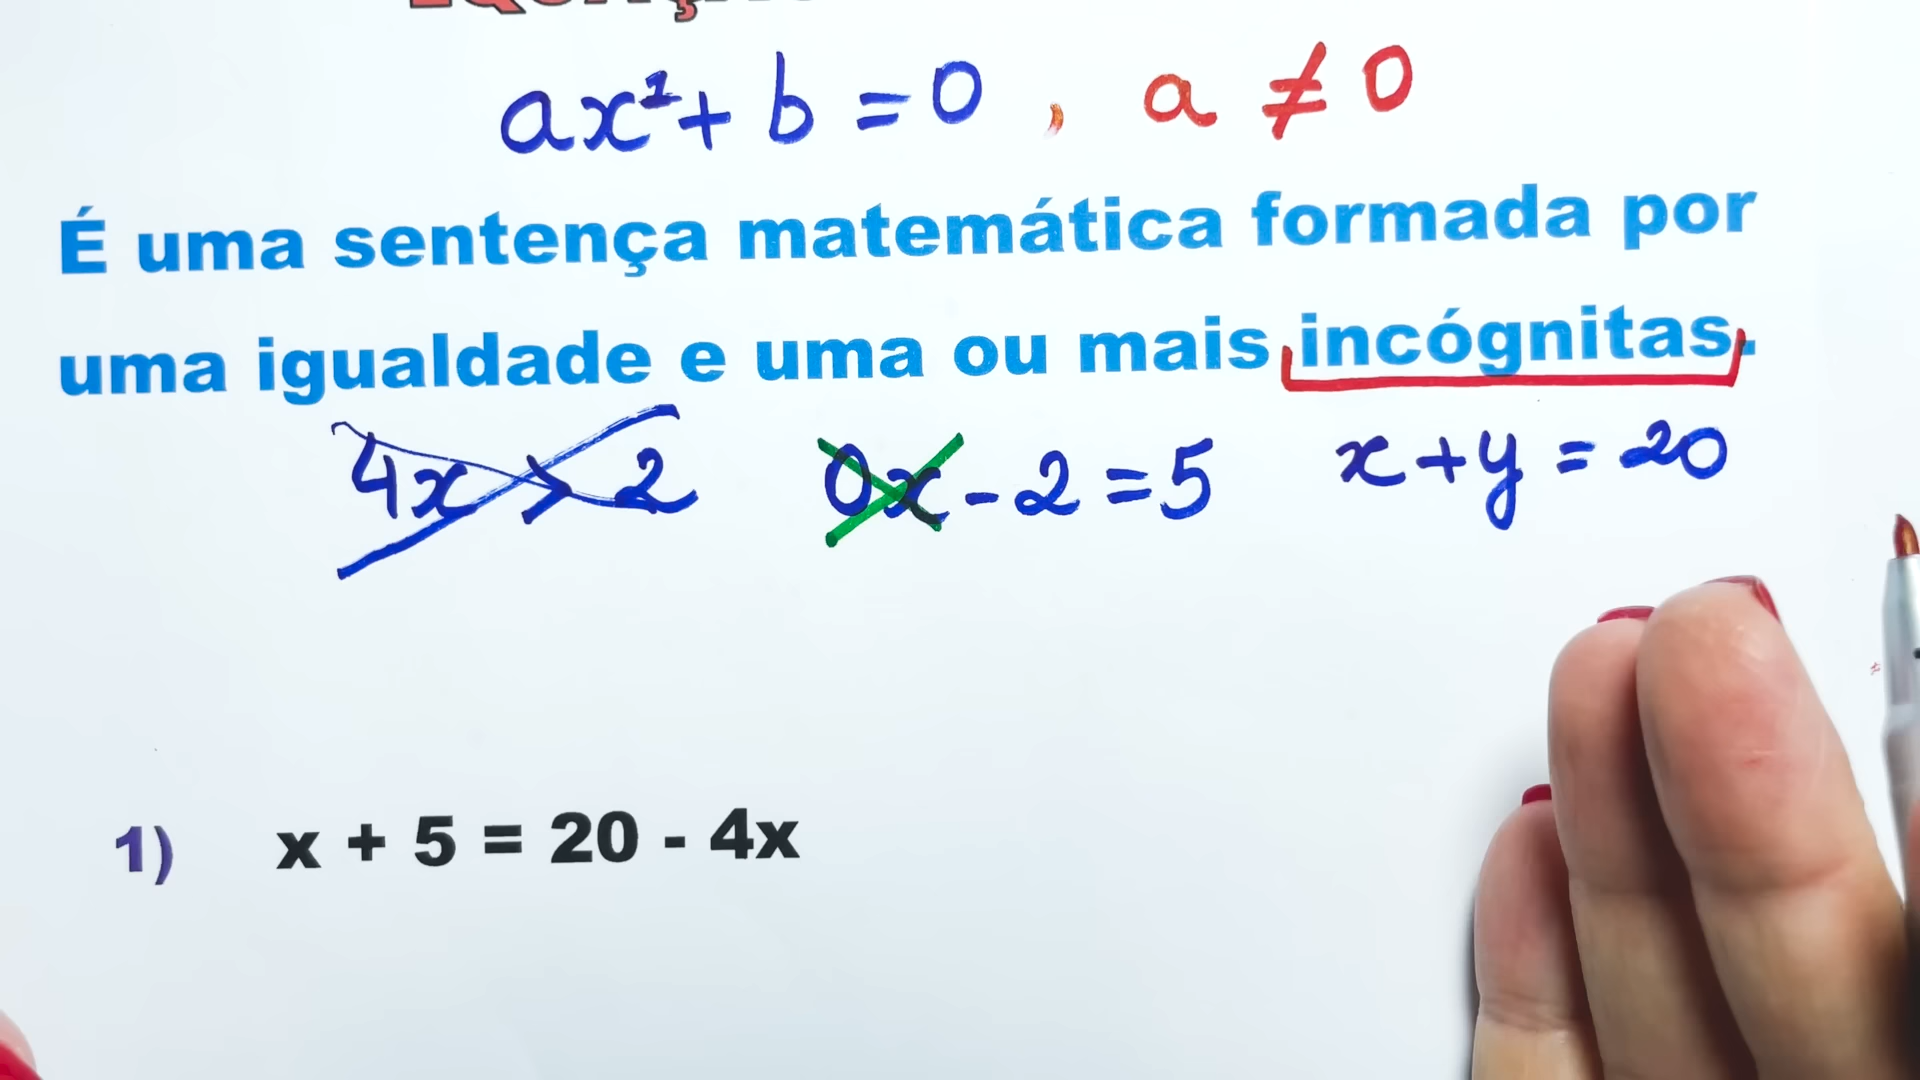 ax¹ + b = 0 , a ≠ 0
É uma sentença matemática formada por
uma igualdade e uma ou mais incógnitas.
4x > 2 0x - 2 = 5 x + y = 20
1) x + 5 = 20 - 4x